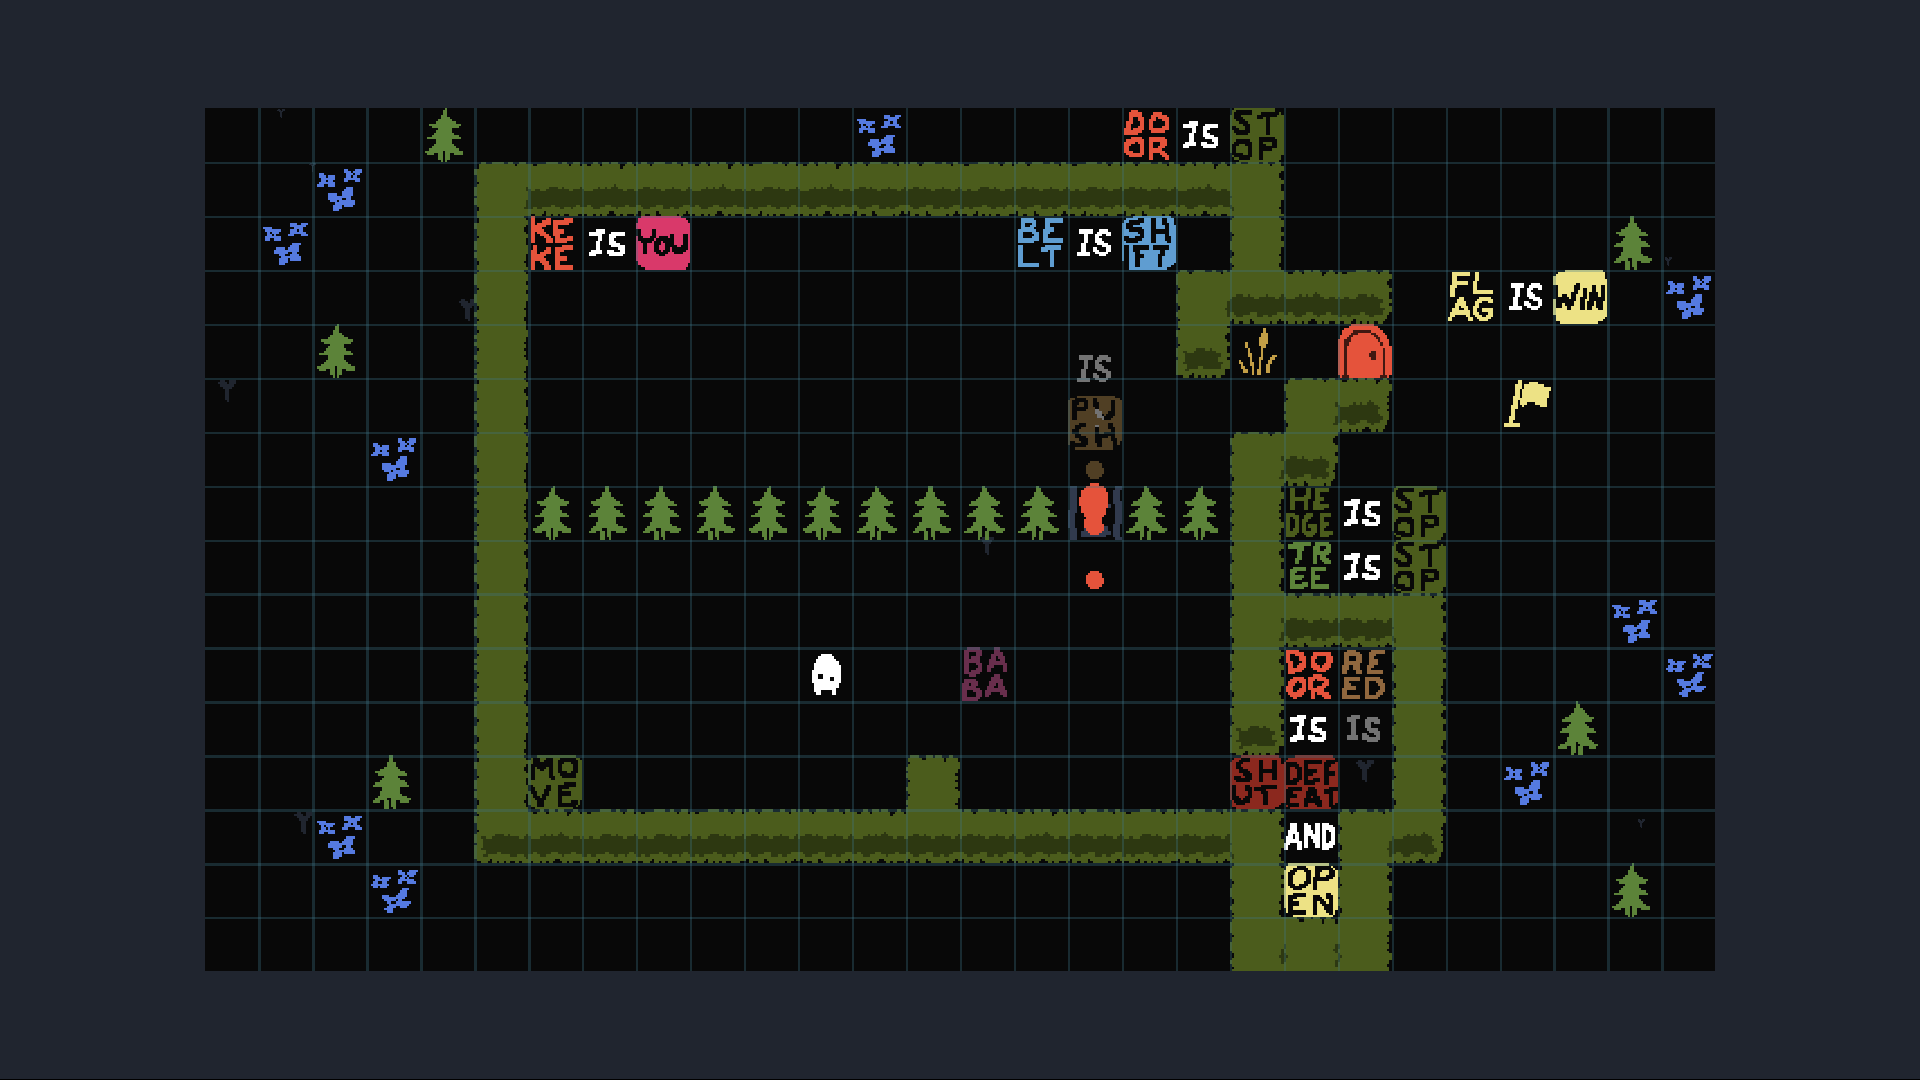 DOOR IS STOP
KEKE IS YOU
BELT IS SHIFT
FLAG IS WIN
IS
PUSH
HEDGE IS STOP
TREE IS STOP
BABA
DOOR REED
IS IS
MOVE
SHUT DEFEAT
AND
OPEN